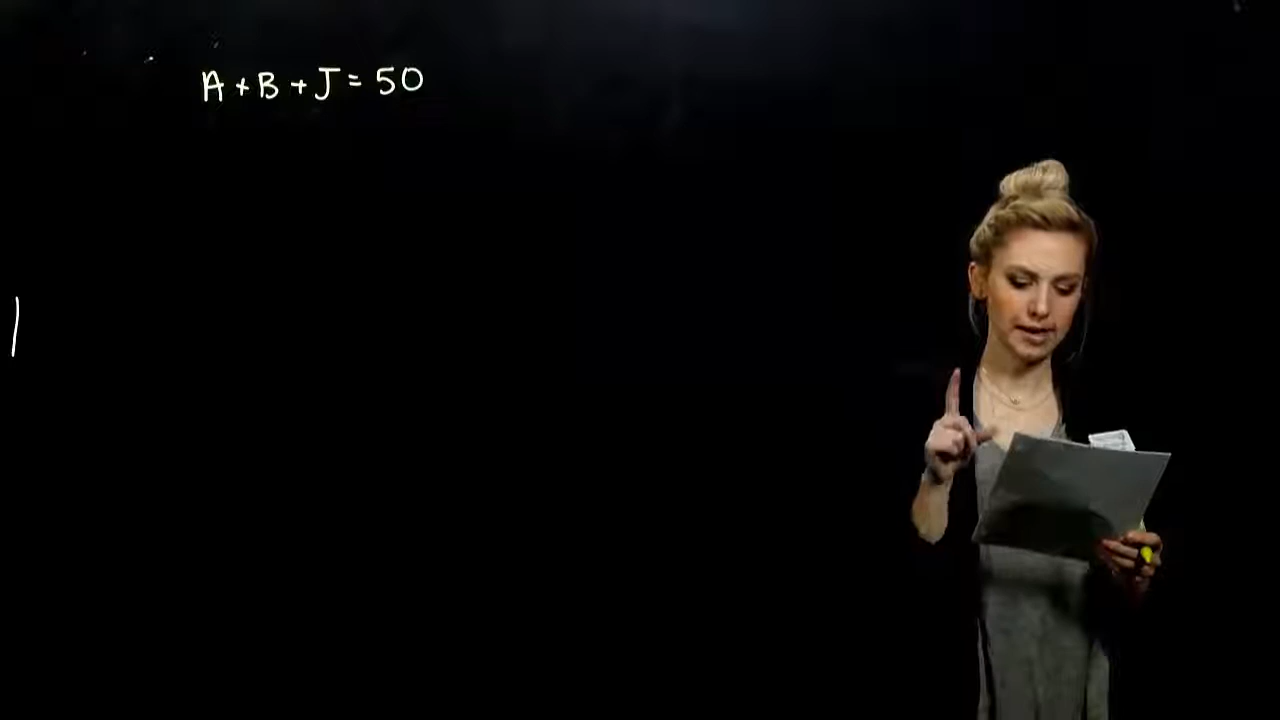 A + B + J = 50